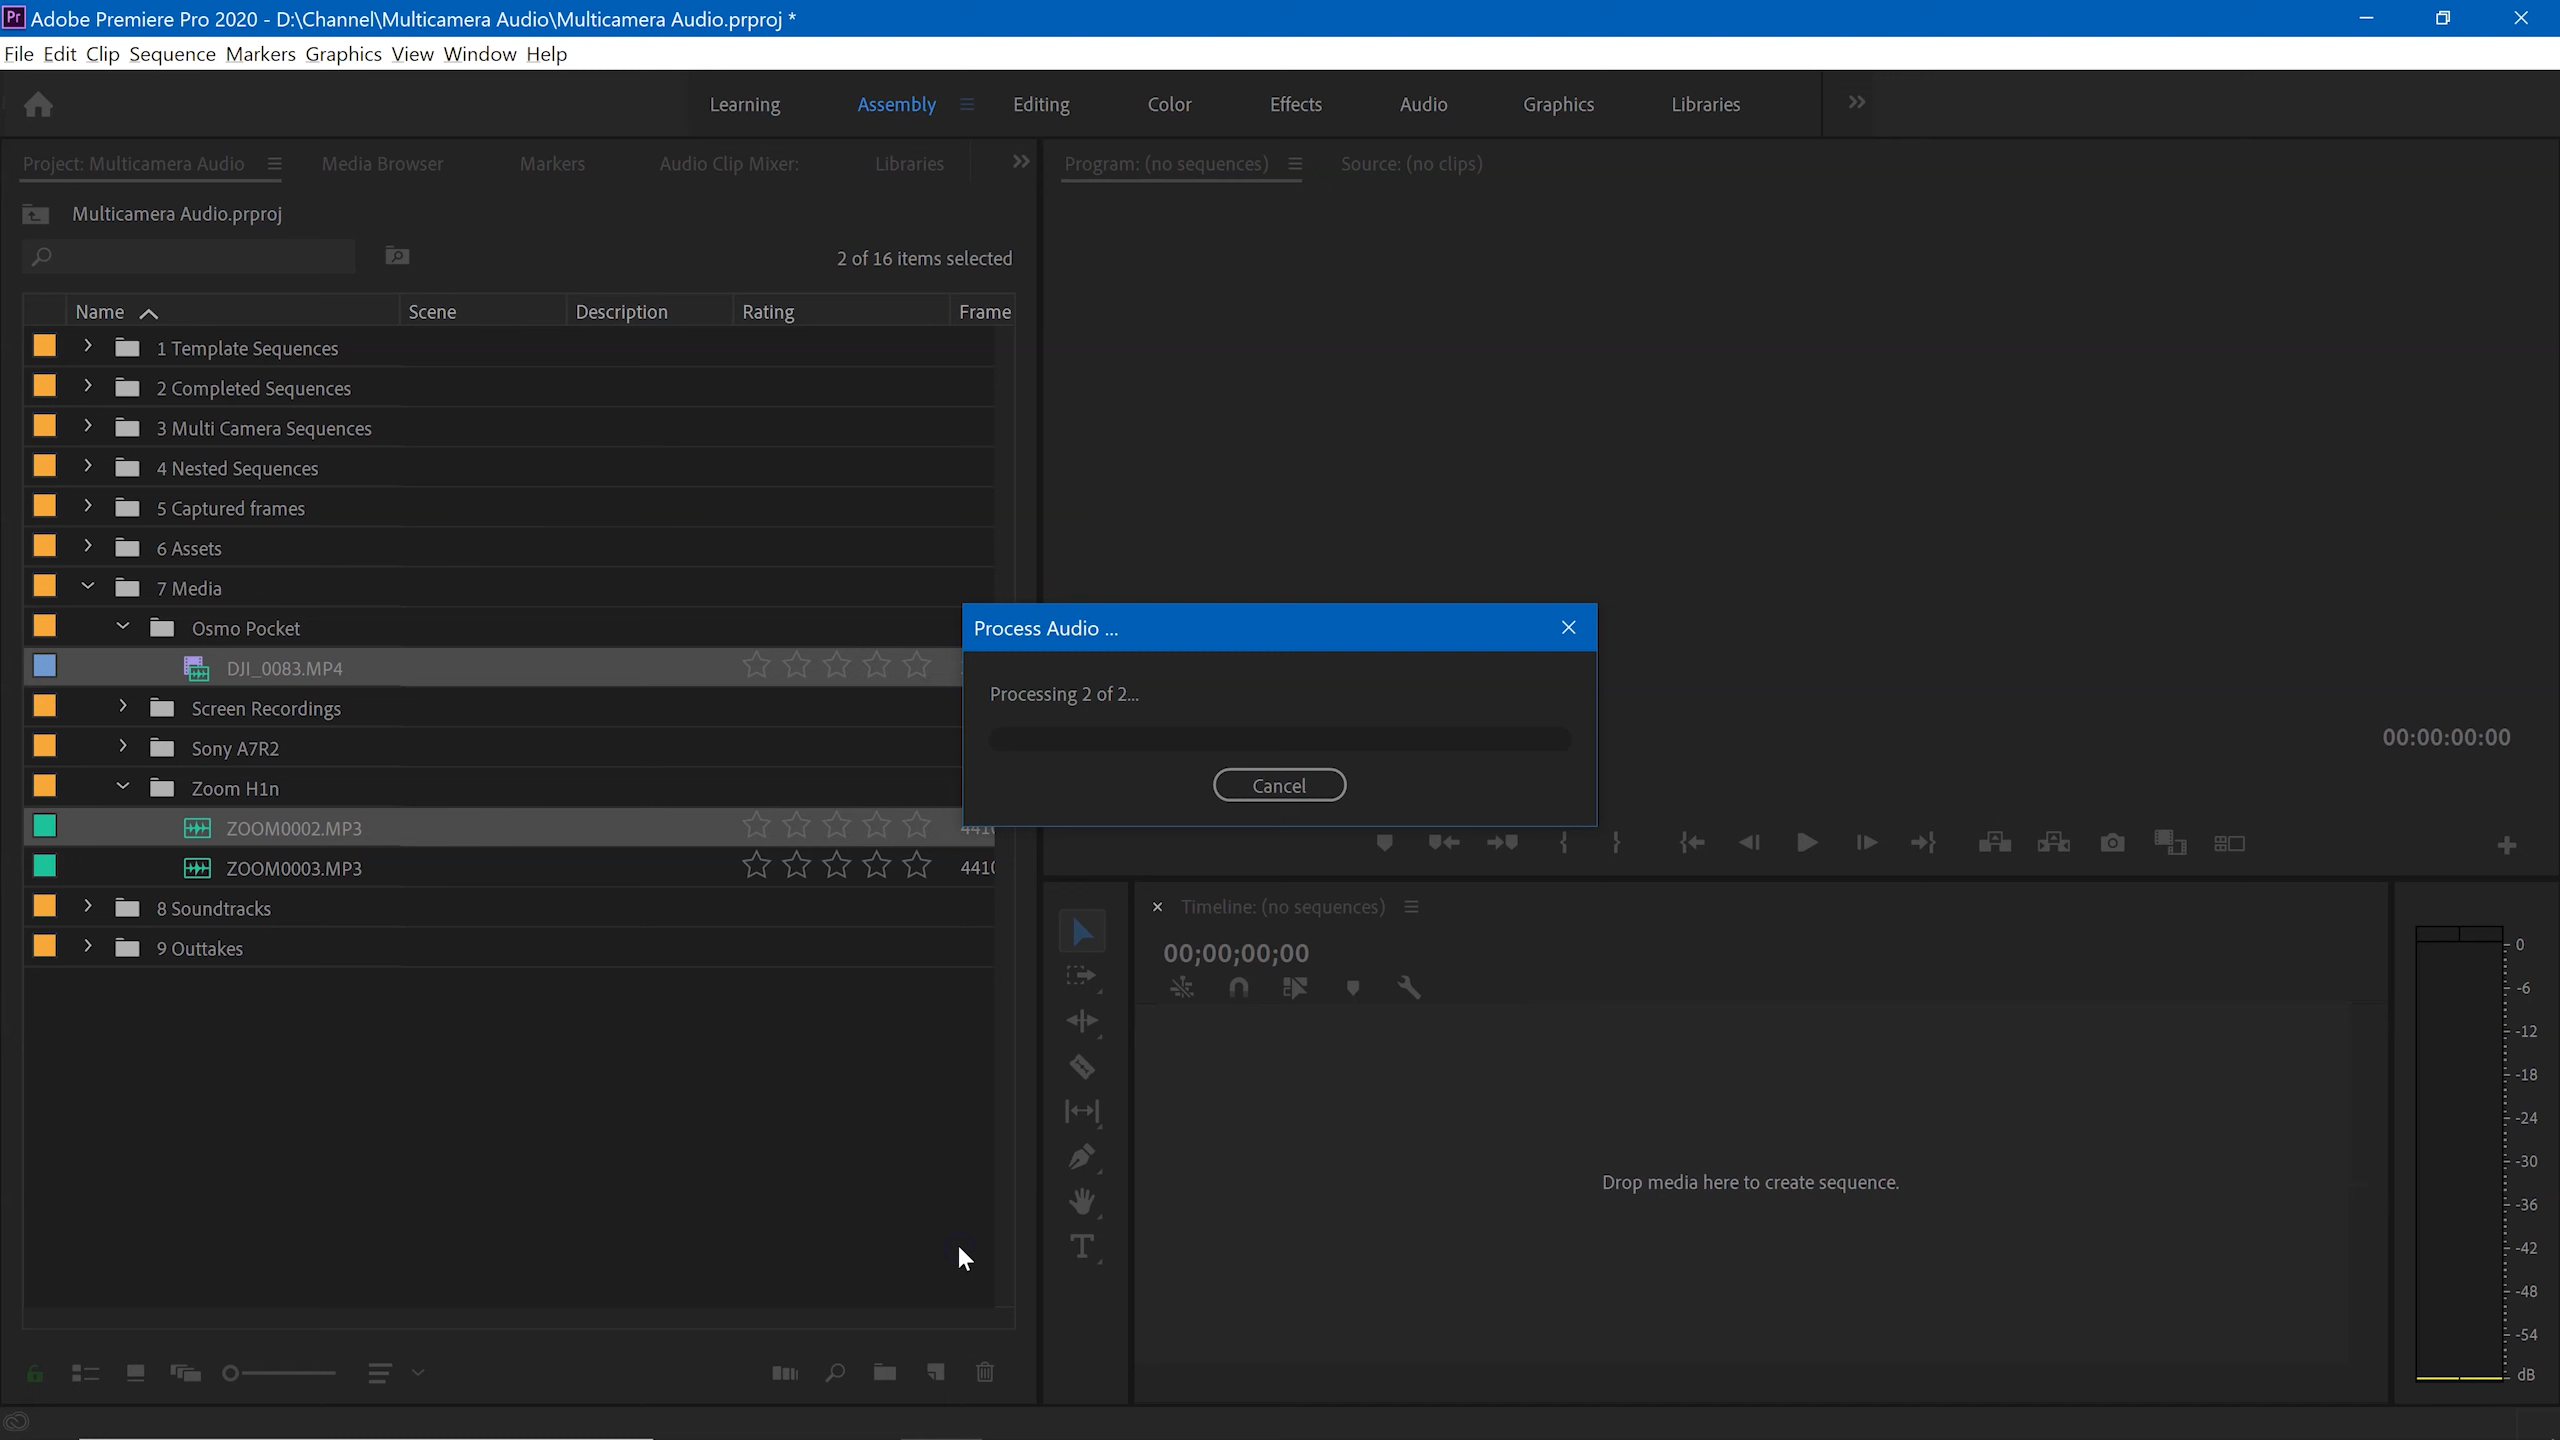 Pr Adobe Premiere Pro 2020 - D:\Channel\Multicamera Audio\Multicamera Audio.prproj *
File Edit Clip Sequence Markers Graphics View Window Help
Learning Assembly Editing Color Effects Audio Graphics Libraries
Project: Multicamera Audio Media Browser Markers Audio Clip Mixer: Libraries
Program: (no sequences) Source: (no clips)
Multicamera Audio.prproj
2 of 16 items selected
Name Scene Description Rating Frame
1 Template Sequences
2 Completed Sequences
3 Multi Camera Sequences
4 Nested Sequences
5 Captured frames
6 Assets
7 Media
Osmo Pocket
DJI_0083.MP4
Screen Recordings
Sony A7R2
Zoom H1n
ZOOM0002.MP3
ZOOM0003.MP3 4410
8 Soundtracks
9 Outtakes
Process Audio ...
Processing 2 of 2...
Cancel
00:00:00:00
Timeline: (no sequences)
00;00;00;00
Drop media here to create sequence.
0
-6
-12
-18
-24
-30
-36
-42
-48
-54
dB